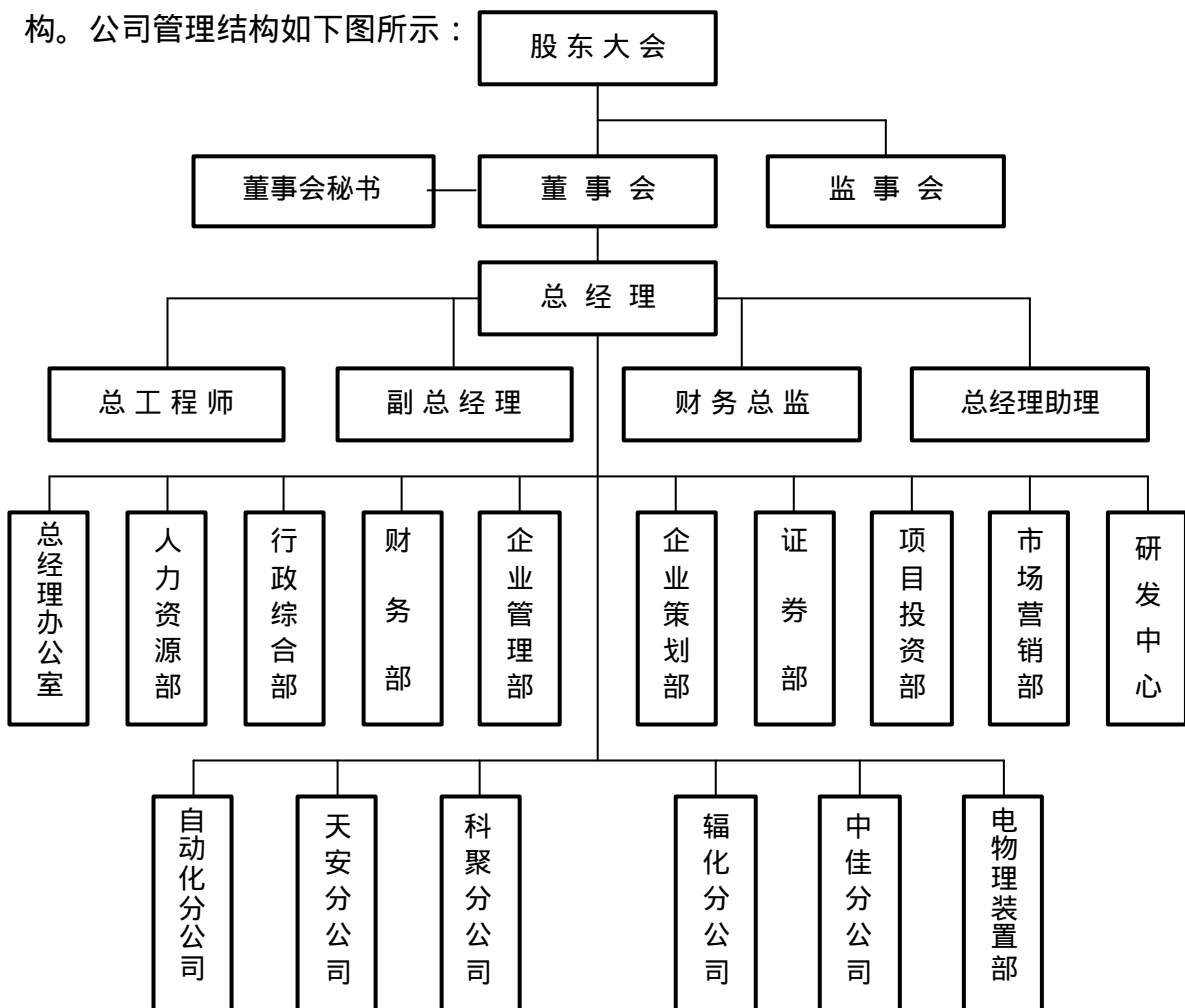 构。公司管理结构如下图所示：
股东大会
董事会秘书
董事会
监事会
总经理
总工程师
副总经理
财务总监
总经理助理
总经理办公室
人力资源部
行政综合部
财务部
企业管理部
企业策划部
证券部
项目投资部
市场营销部
研发中心
自动化分公司
天安分公司
科聚分公司
辐化分公司
中佳分公司
电物理装置部